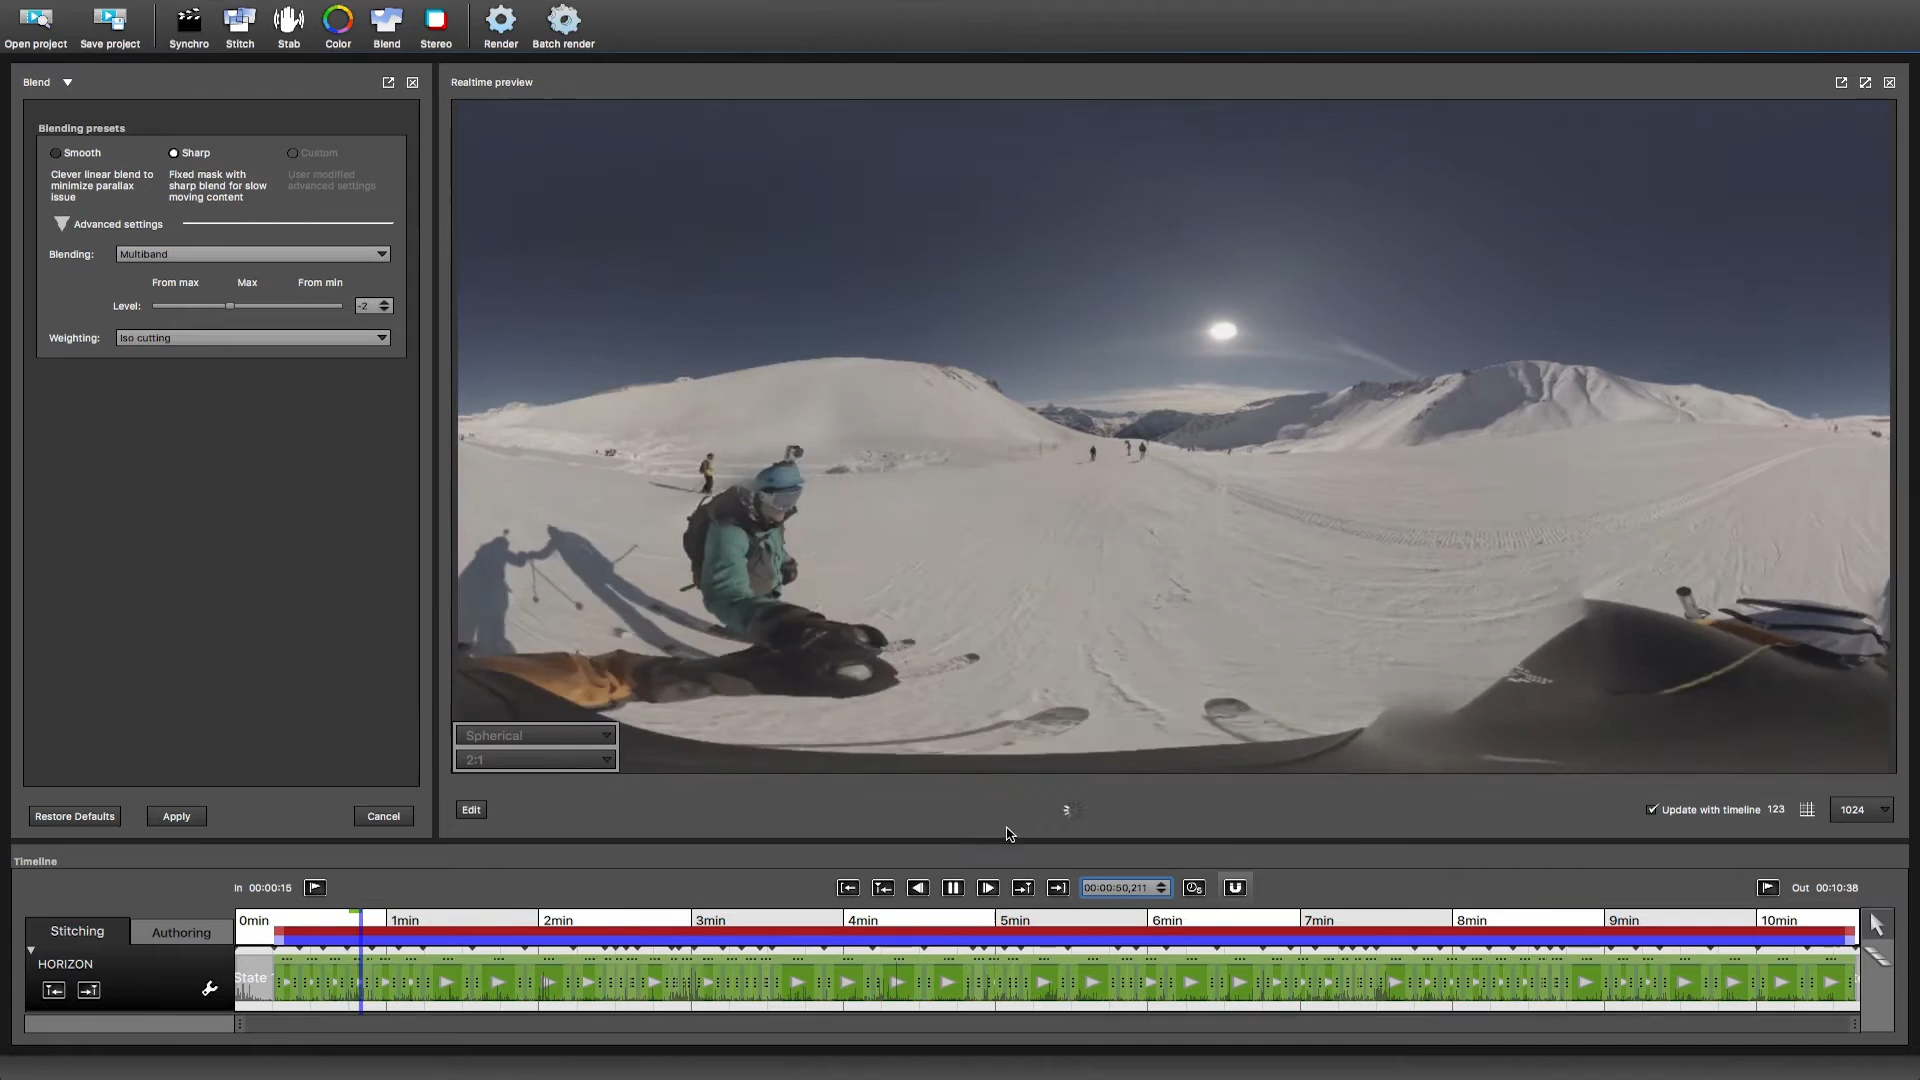 Open project
Save project
Synchro
Stitch
Stab
Color
Blend
Stereo
Render
Batch render
Blend
Realtime preview
Blending presets
Smooth
Sharp
Custom
Clever linear blend to
minimize parallax
issue
Fixed mask with
sharp blend for slow
moving content
User modified
advanced settings
Advanced settings
Blending:
Multiband
From max
Max
From min
Level:
-2
Weighting:
Iso cutting
Spherical
2:1
Restore Defaults
Apply
Cancel
Edit
Update with timeline
123
1024
Timeline
In 00:00:15
00:00:50,211
Out 00:10:38
Stitching
Authoring
0min
1min
2min
3min
4min
5min
6min
7min
8min
9min
10min
HORIZON
State